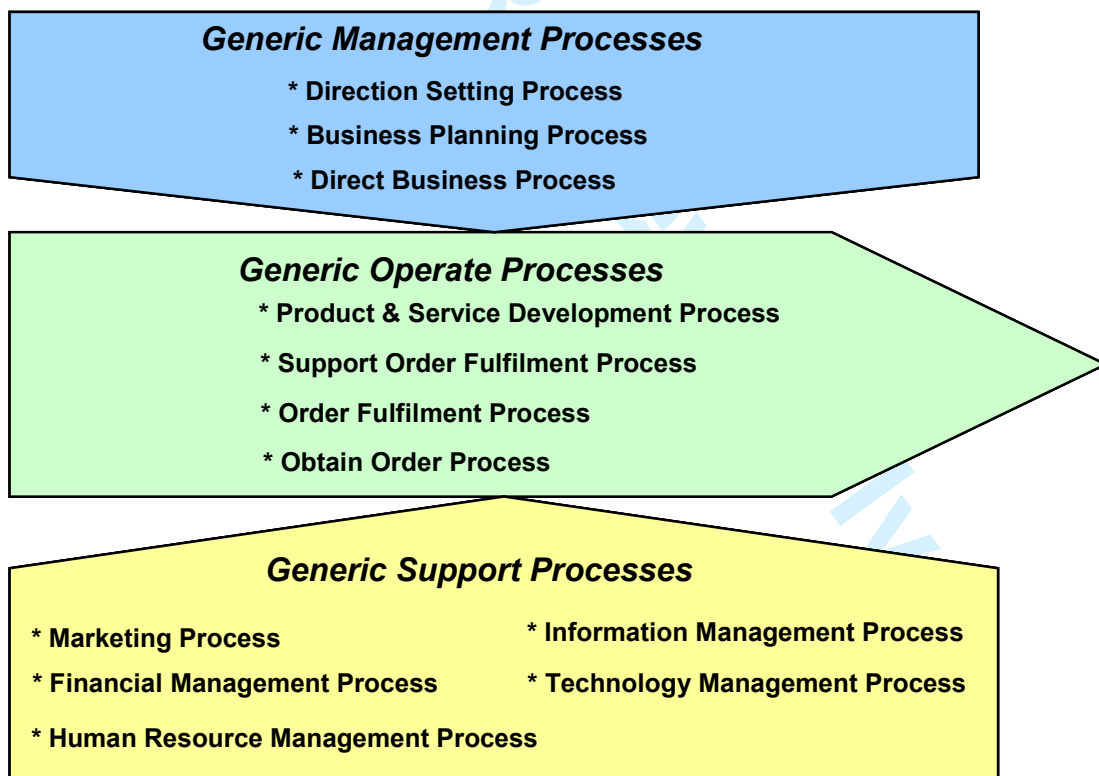 Generic Management Processes
* Direction Setting Process
* Business Planning Process
* Direct Business Process
Generic Operate Processes
* Product & Service Development Process
* Support Order Fulfilment Process
* Order Fulfilment Process
* Obtain Order Process
Generic Support Processes
* Marketing Process
* Information Management Process
* Financial Management Process
* Technology Management Process
* Human Resource Management Process